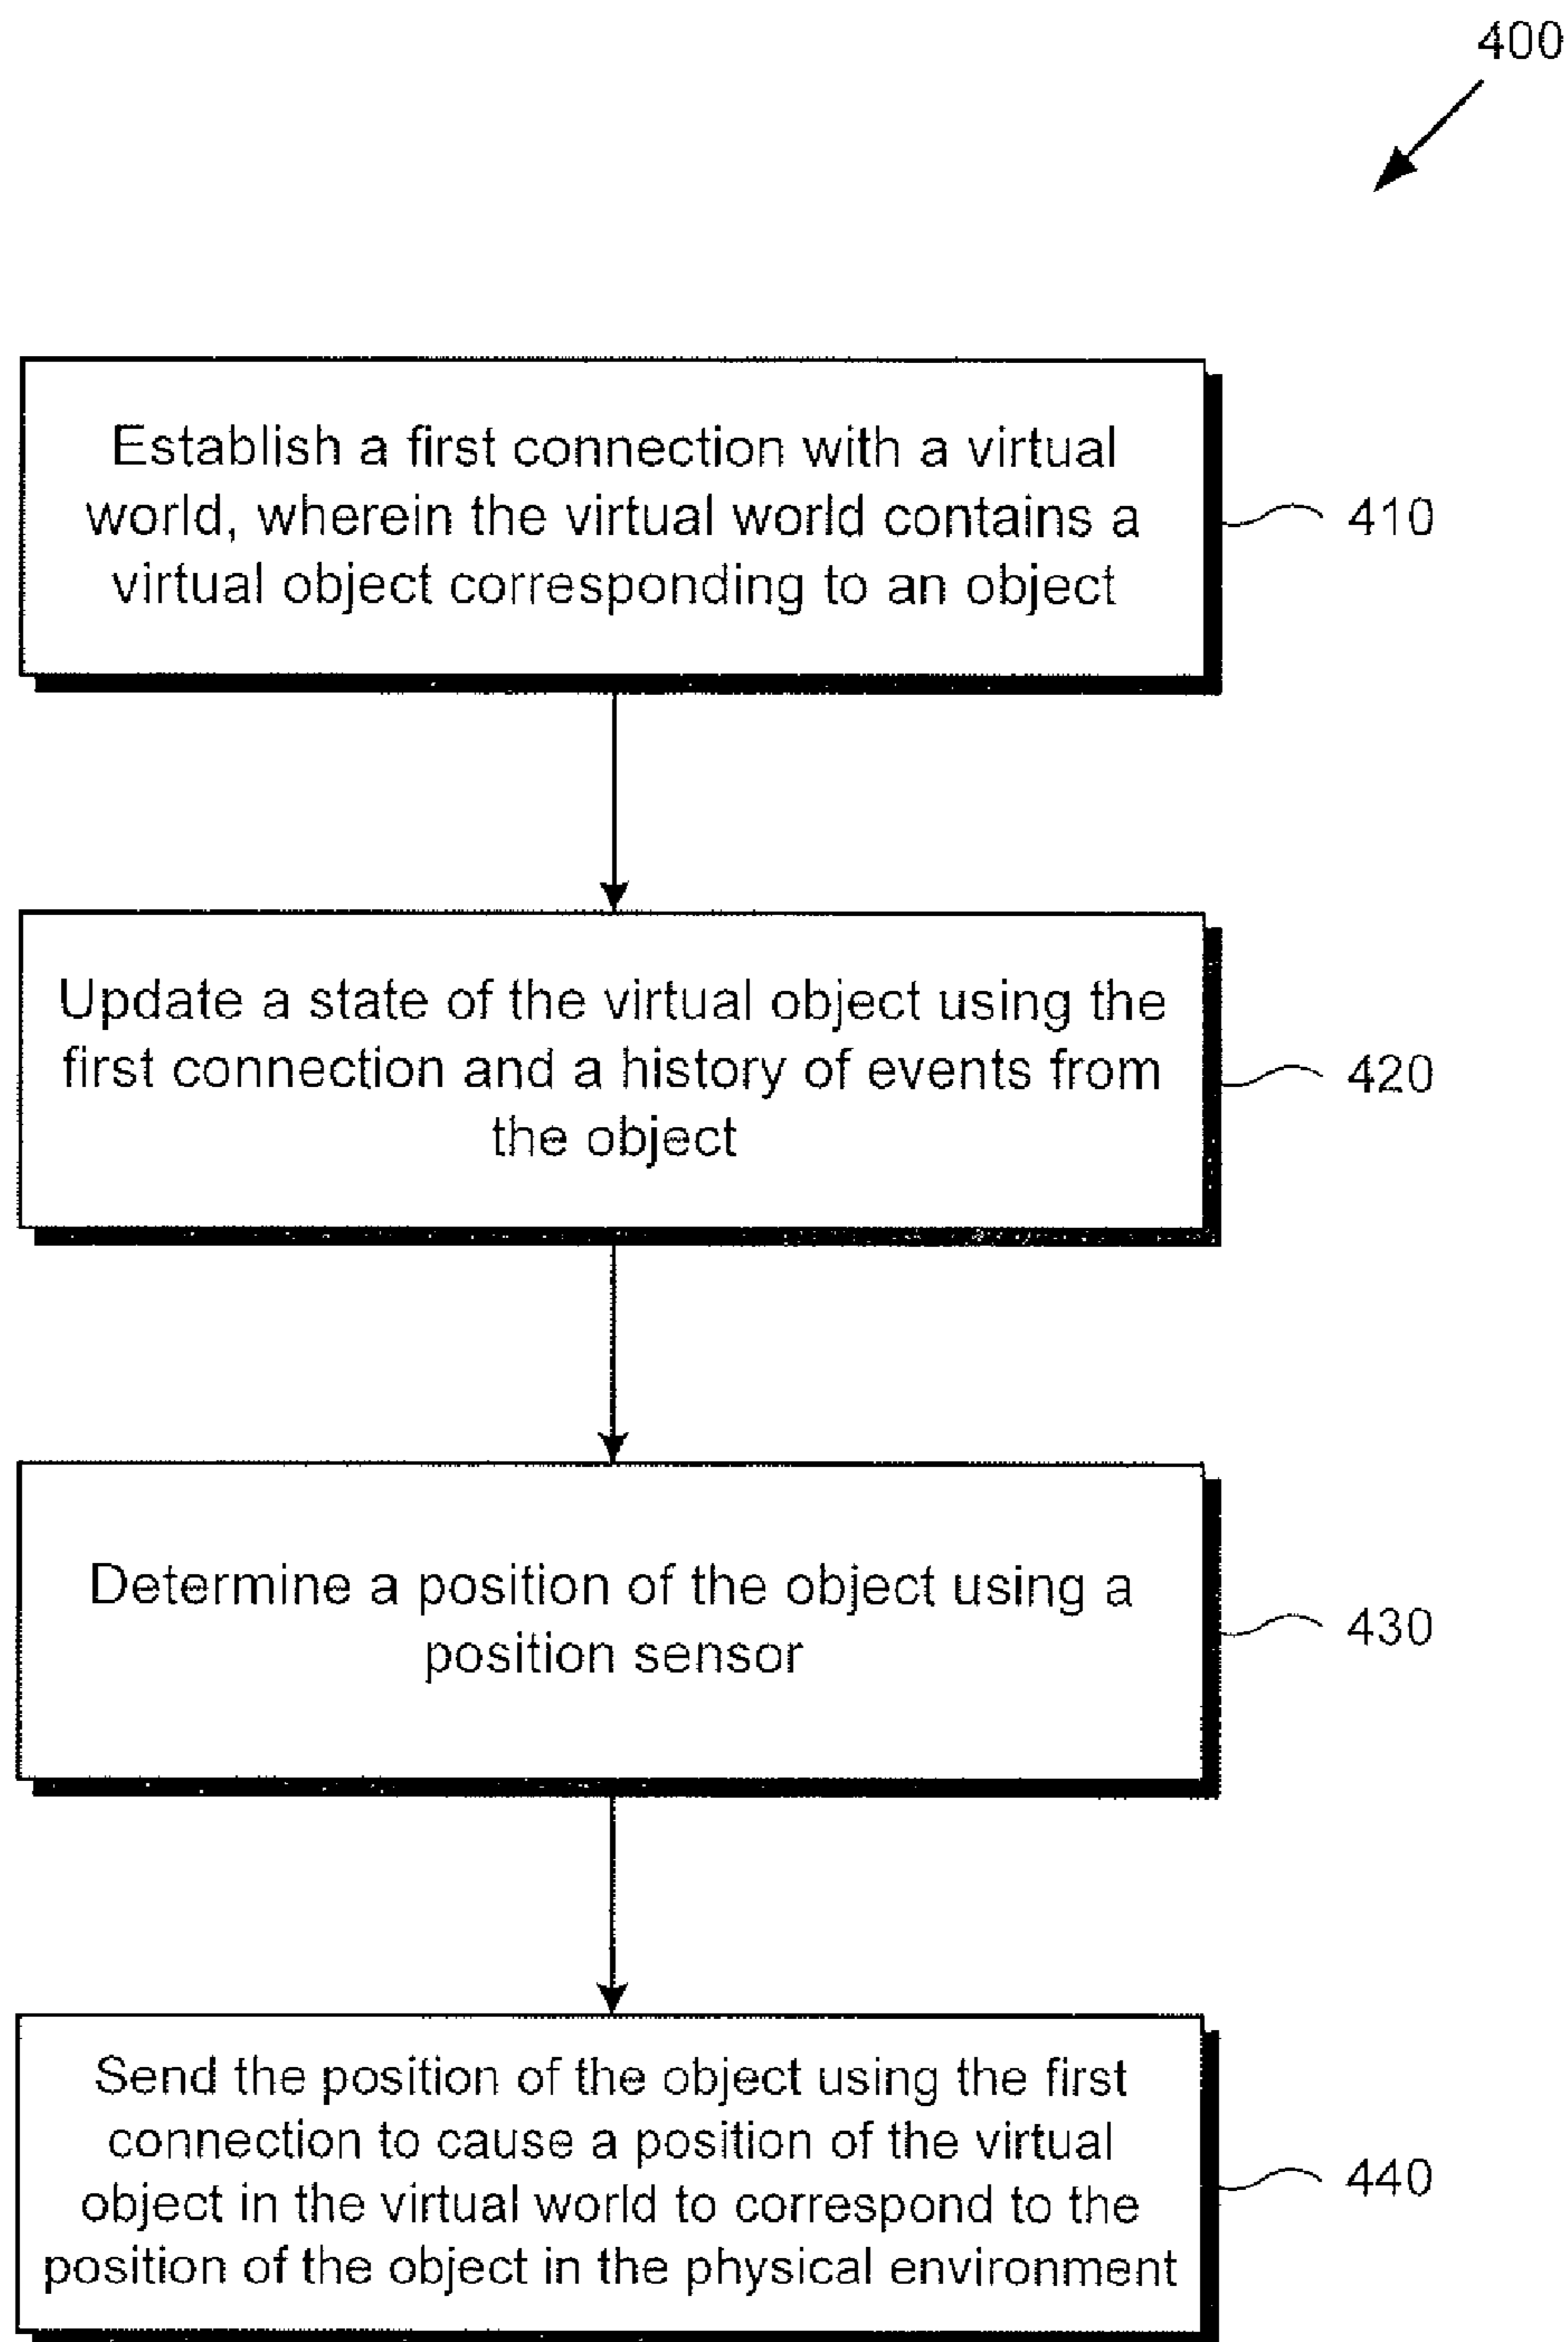 400
Establish a first connection with a virtual
world, wherein the virtual world contains a
virtual object corresponding to an object
410
Update a state of the virtual object using the
first connection and a history of events from
the object
420
Determine a position of the object using a
position sensor
430
Send the position of the object using the first
connection to cause a position of the virtual
object in the virtual world to correspond to the
position of the object in the physical environment
440